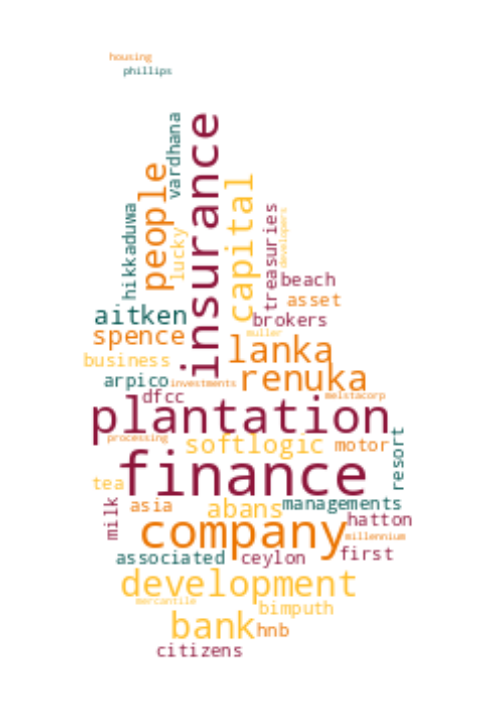 housing
phillips
vardhana
insurance
people
capital
lucky
hikkaduwa
treasuries
developers
beach
asset
aitken
brokers
spence
muller
lanka
business
renuka
arpico
investments
dfcc
melstacorp
plantation
processing
softlogic
motor
resort
finance
tea
milk
asia
abans
managements
hatton
company
millennium
first
associated
ceylon
development
mercantile
bimputh
bank
hnb
citizens